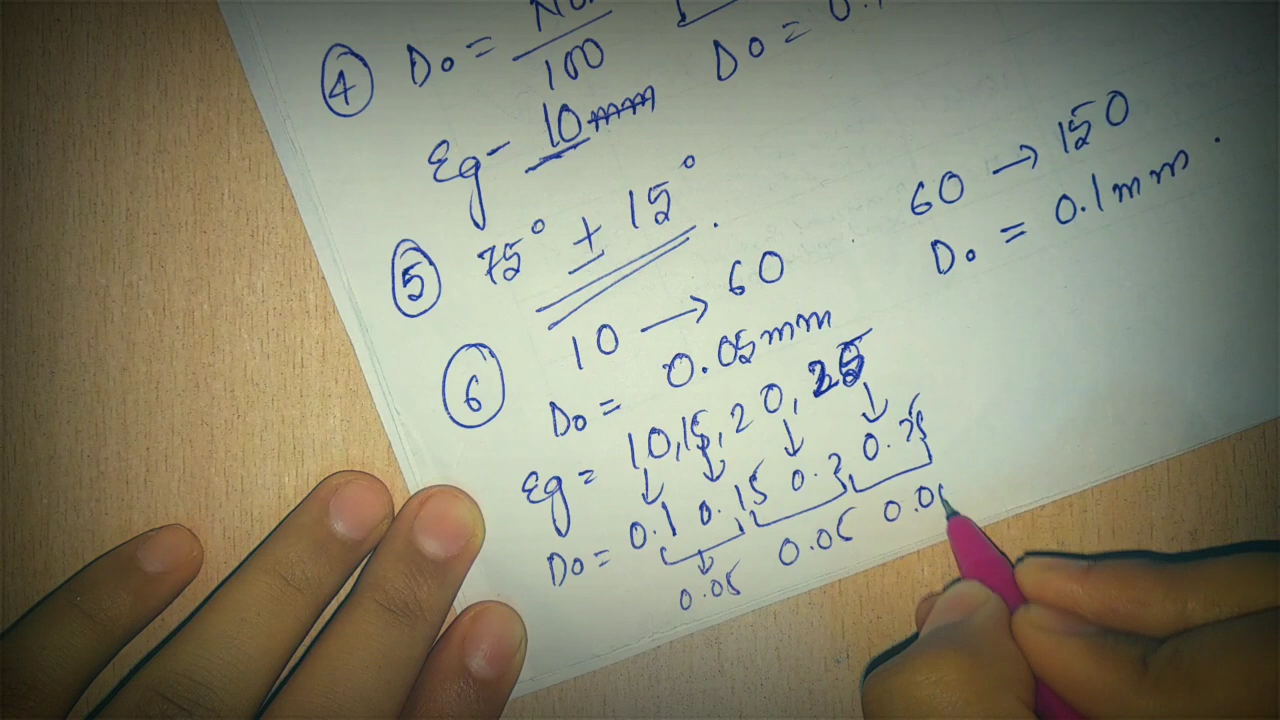 ④ Do = / 100 Do = 0.
Eg - 10mm
⑤ 75° ± 15°.
⑥ 10 → 60 60 → 150
Do = 0.05mm Do = 0.1mm.
Eg = 10, 15, 20, 25
Do = 0.1 0.15 0.2 0.25
0.05 0.05 0.0